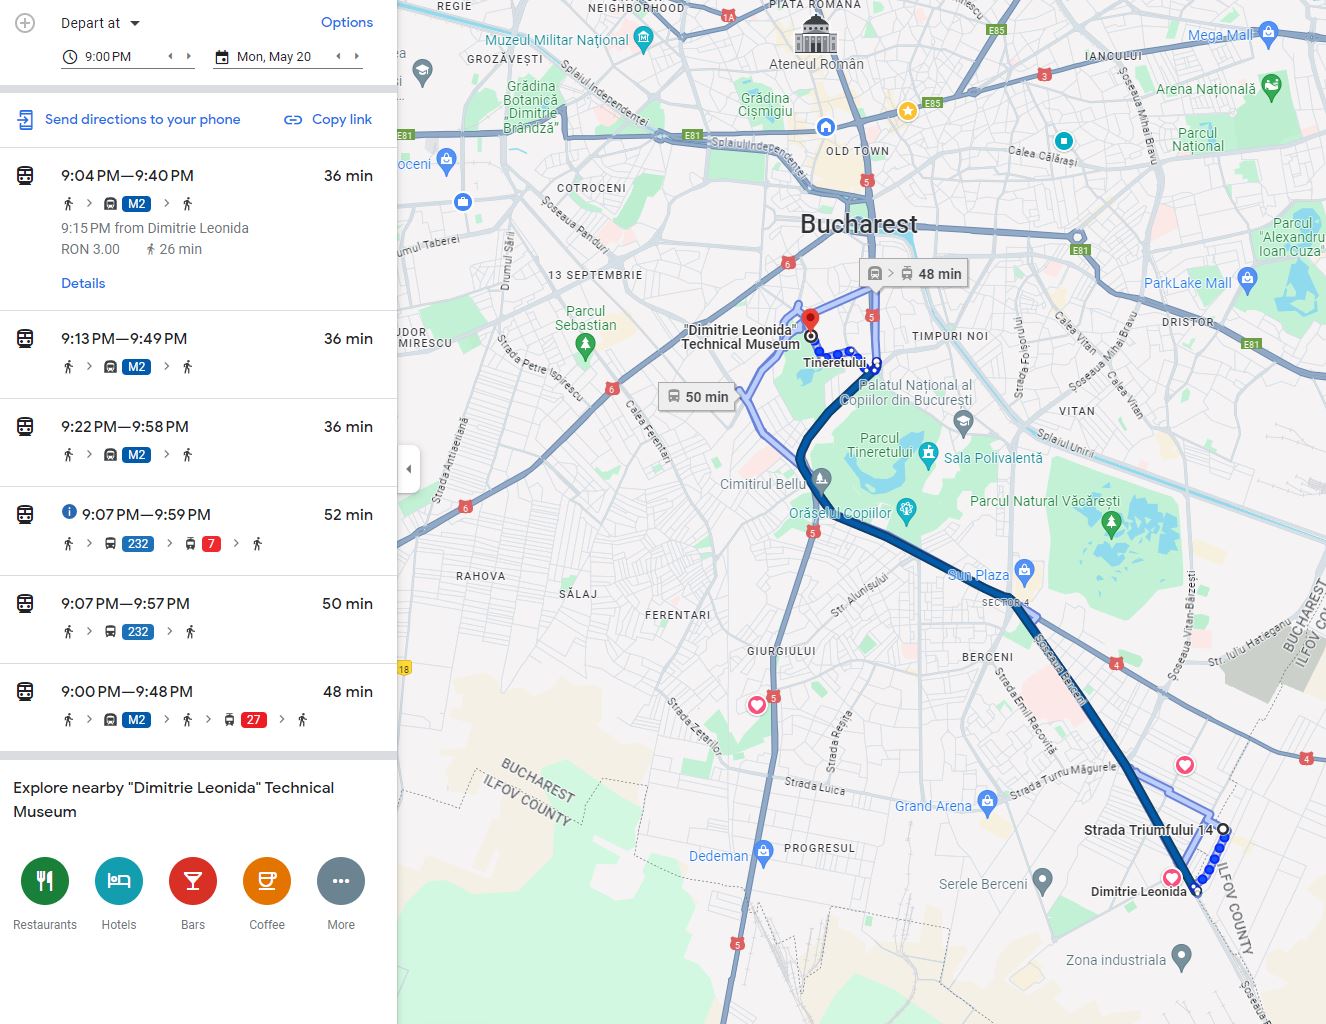 Depart at
Options
9:00 PM
Mon, May 20
Send directions to your phone
Copy link
9:04 PM—9:40 PM
36 min
M2
9:15 PM from Dimitrie Leonida
RON 3.00
26 min
Details
9:13 PM—9:49 PM
36 min
M2
9:22 PM—9:58 PM
36 min
M2
9:07 PM—9:59 PM
52 min
232
7
9:07 PM—9:57 PM
50 min
232
9:00 PM—9:48 PM
48 min
M2
27
Explore nearby "Dimitrie Leonida" Technical
Museum
Restaurants
Hotels
Bars
Coffee
More
REGIE
NEIGHBORHOOD
1A
PIAȚA ROMANĂ
E85
Mega Mall
Muzeul Militar Național
GROZĂVEȘTI
Ateneul Român
3
IANCULUI
Splaiul Independenței
Grădina
Botanică
"Dimitrie
Brândză"
Grădina
Cișmigiu
E85
Șoseaua Mihai Bravu
Arena Națională
Parcul
Național
E81
E81
Splaiul Independenței
OLD TOWN
Calea Călărași
oceni
COTROCENI
5
Șoseaua Panduri
Bucharest
Drumul Taberei
Drumul Sării
E81
Parcul
"Alexandru
Ioan Cuza"
13 SEPTEMBRIE
6
48 min
ParkLake Mall
Parcul
Sebastian
5
TIMPURI NOI
DRISTOR
MIRESCU
"Dimitrie Leonida"
Technical Museum
Calea Văcărești
Șoseaua Mihai Bravu
E81
Tineretului
Strada Petre Ispirescu
6
50 min
Palatul Național al
Copiilor din București
Calea Vitan
VITAN
Calea Ferentari
Splaiul Unirii
Parcul
Tineretului
Sala Polivalentă
Strada Antiaeriană
Cimitirul Bellu
Parcul Natural Văcărești
6
Orășelul Copiilor
5
RAHOVA
SĂLAJ
Str. Alunișului
Sun Plaza
SECTOR 4
FERENTARI
Șoseaua Vitan-Bârzești
BUCHAREST
ILFOV COUNTY
Str. Iuliu Hațieganu
18
GIURGIULUI
Șoseaua Berceni
BERCENI
4
5
Strada Zețarilor
Strada Reșița
Strada Emil Racoviță
4
BUCHAREST
ILFOV COUNTY
Strada Luica
Strada Turnu Măgurele
Grand Arena
Strada Triumfului 14
PROGRESUL
Dedeman
Serele Berceni
Dimitrie Leonida
ILFOV COUNTY
5
Zona industriala